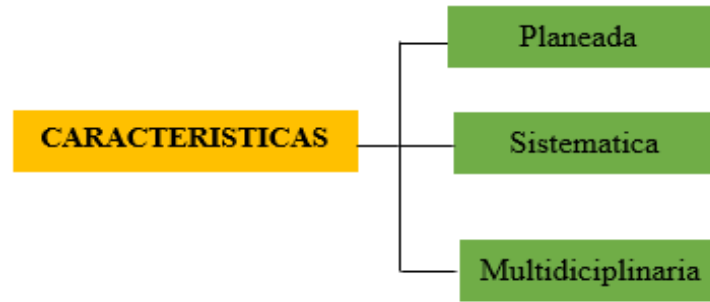 Planeada
CARACTERISTICAS
Sistematica
Multidiciplinaria